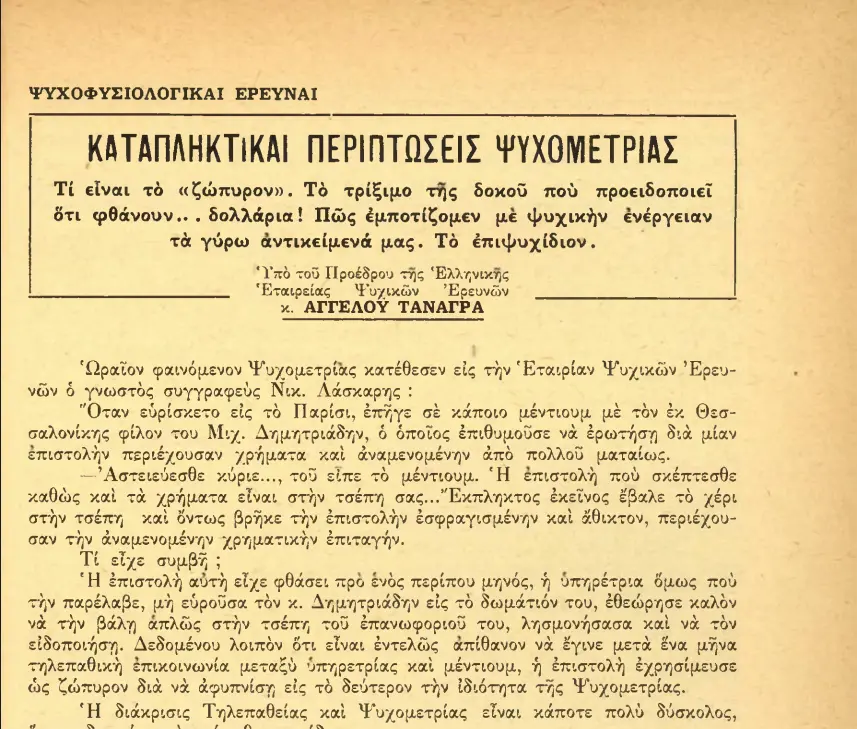 ΨΥΧΟΦΥΣΙΟΛΟΓΙΚΑΙ ΕΡΕΥΝΑΙ
ΚΑΤΑΠΛΗΚΤΙΚΑΙ ΠΕΡΙΠΤΩΣΕΙΣ ΨΥΧΟΜΕΤΡΙΑΣ
Τί εἶναι τὸ «ζώπυρον». Τὸ τρίξιμο τῆς δοκοῦ ποὺ προειδοποιεῖ
ὅτι φθάνουν... δολλάρια! Πῶς ἐμποτίζομεν μὲ ψυχικὴν ἐνέργειαν
τὰ γύρω ἀντικείμενά μας. Τὸ ἐπιψυχίδιον.
Ὑπὸ τοῦ Προέδρου τῆς Ἑλληνικῆς
Ἑταιρείας Ψυχικῶν Ἐρευνῶν
κ. ΑΓΓΕΛΟΥ ΤΑΝΑΓΡΑ
Ὡραῖον φαινόμενον Ψυχομετρίας κατέθεσεν εἰς τὴν Ἑταιρίαν Ψυχικῶν Ἐρευ-
νῶν ὁ γνωστὸς συγγραφεὺς Νικ. Λάσκαρης :
Ὅταν εὑρίσκετο εἰς τὸ Παρίσι, ἐπῆγε σὲ κάποιο μέντιουμ μὲ τὸν ἐκ Θεσ-
σαλονίκης φίλον του Μιχ. Δημητριάδην, ὁ ὁποῖος ἐπιθυμοῦσε νὰ ἐρωτήσῃ διὰ μίαν
ἐπιστολὴν περιέχουσαν χρήματα καὶ ἀναμενομένην ἀπὸ πολλοῦ ματαίως.
—Ἀστειεύεσθε κύριε..., τοῦ εἶπε τὸ μέντιουμ. Ἡ ἐπιστολὴ ποὺ σκέπτεσθε
καθὼς καὶ τὰ χρήματα εἶναι στὴν τσέπη σας...Ἔκπληκτος ἐκεῖνος ἔβαλε τὸ χέρι
στὴν τσέπη καὶ ὄντως βρῆκε τὴν ἐπιστολὴν ἐσφραγισμένην καὶ ἄθικτον, περιέχου-
σαν τὴν ἀναμενομένην χρηματικὴν ἐπιταγήν.
Τί εἶχε συμβῆ ;
Ἡ ἐπιστολὴ αὐτὴ εἶχε φθάσει πρὸ ἑνὸς περίπου μηνός, ἡ ὑπηρέτρια ὅμως ποὺ
τὴν παρέλαβε, μὴ εὑροῦσα τὸν κ. Δημητριάδην εἰς τὸ δωμάτιόν του, ἐθεώρησε καλὸν
νὰ τὴν βάλῃ ἁπλῶς στὴν τσέπη τοῦ ἐπανωφοριοῦ του, λησμονήσασα καὶ νὰ τὸν
εἰδοποιήσῃ. Δεδομένου λοιπὸν ὅτι εἶναι ἐντελῶς ἀπίθανον νὰ ἔγινε μετὰ ἕνα μῆνα
τηλεπαθικὴ ἐπικοινωνία μεταξὺ ὑπηρετρίας καὶ μέντιουμ, ἡ ἐπιστολὴ ἐχρησίμευσε
ὡς ζώπυρον διὰ νὰ ἀφυπνίσῃ εἰς τὸ δεύτερον τὴν ἰδιότητα τῆς Ψυχομετρίας.
Ἡ διάκρισις Τηλεπαθείας καὶ Ψυχομετρίας εἶναι κάποτε πολὺ δύσκολος,